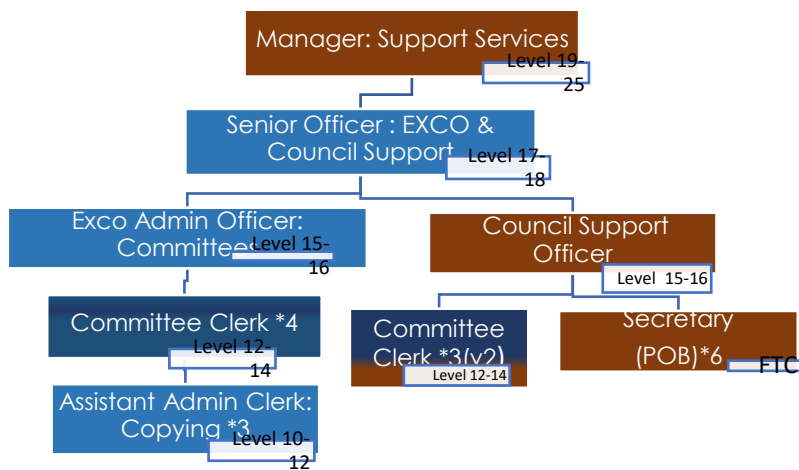 Manager: Support Services
Level 19-
25
Senior Officer : EXCO &
Council Support
Level 17-
18
Exco Admin Officer:
Committees
Level 15-
16
Council Support
Officer
Level 15-16
Committee Clerk *4
Level 12-
14
Committee
Clerk *3(v2)
Level 12-14
Secretary
(POB)*6
FTC
Assistant Admin Clerk:
Copying *3
Level 10-
12